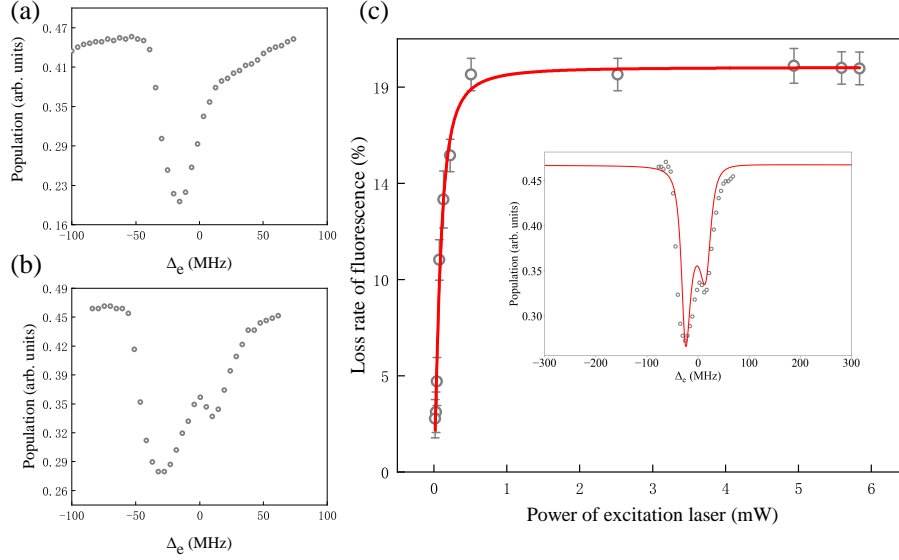 (a)
Population (arb. units)
0.47
0.41
0.35
0.29
0.23
0.16
-100 -50 0 50 100
Δe (MHz)
(b)
Population (arb. units)
0.49
0.45
0.42
0.39
0.35
0.32
0.29
0.26
-100 -50 0 50 100
Δe (MHz)
(c)
Loss rate of fluorescence (%)
19
14
10
5
0
0 1 2 3 4 5 6
Power of excitation laser (mW)
Population (arb. units)
0.45
0.40
0.35
0.30
−300 −200 −100 0 100 200 300
Δe (MHz)